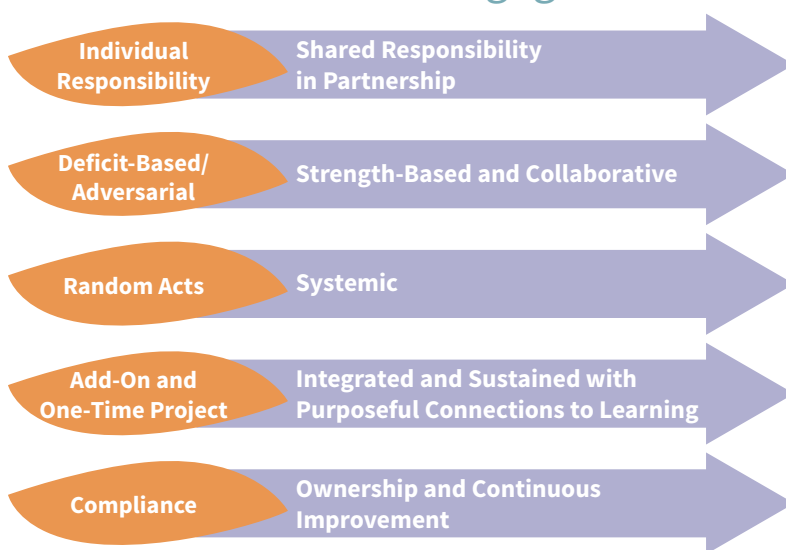 Individual
Responsibility
Shared Responsibility
in Partnership
Deficit-Based/
Adversarial
Strength-Based and Collaborative
Random Acts
Systemic
Add-On and
One-Time Project
Integrated and Sustained with
Purposeful Connections to Learning
Compliance
Ownership and Continuous
Improvement